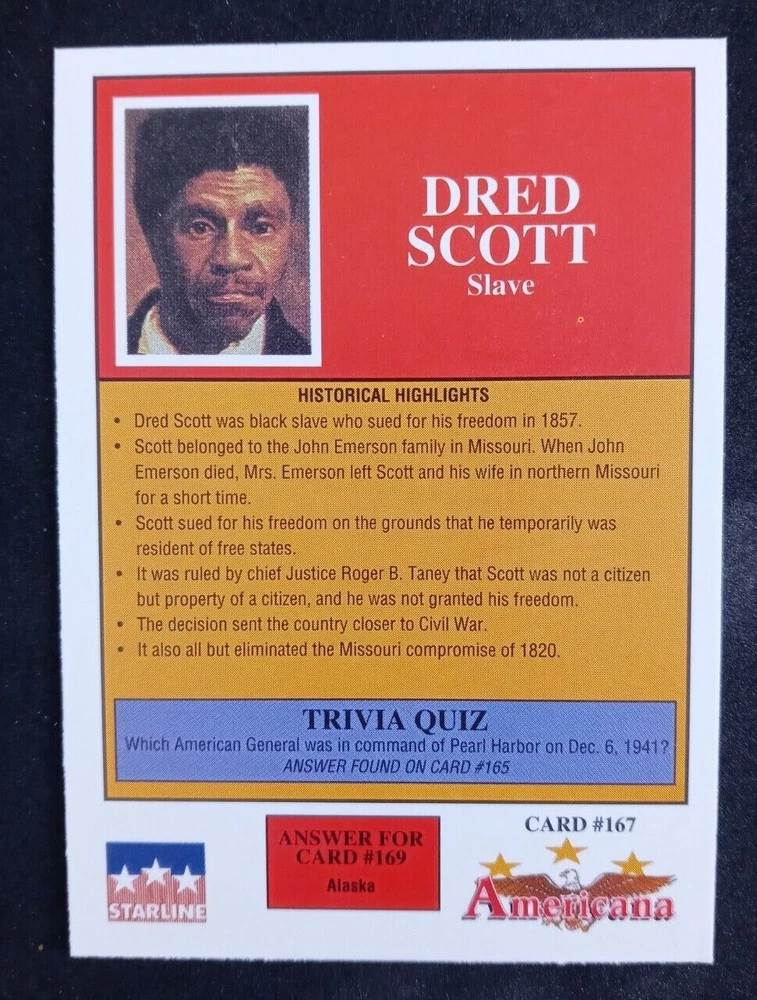 DRED
SCOTT
Slave
HISTORICAL HIGHLIGHTS
• Dred Scott was black slave who sued for his freedom in 1857.
• Scott belonged to the John Emerson family in Missouri. When John
Emerson died, Mrs. Emerson left Scott and his wife in northern Missouri
for a short time.
• Scott sued for his freedom on the grounds that he temporarily was
resident of free states.
• It was ruled by chief Justice Roger B. Taney that Scott was not a citizen
but property of a citizen, and he was not granted his freedom.
• The decision sent the country closer to Civil War.
• It also all but eliminated the Missouri compromise of 1820.
TRIVIA QUIZ
Which American General was in command of Pearl Harbor on Dec. 6, 1941?
ANSWER FOUND ON CARD #165
STARLINE
ANSWER FOR
CARD #169
Alaska
CARD #167
Americana